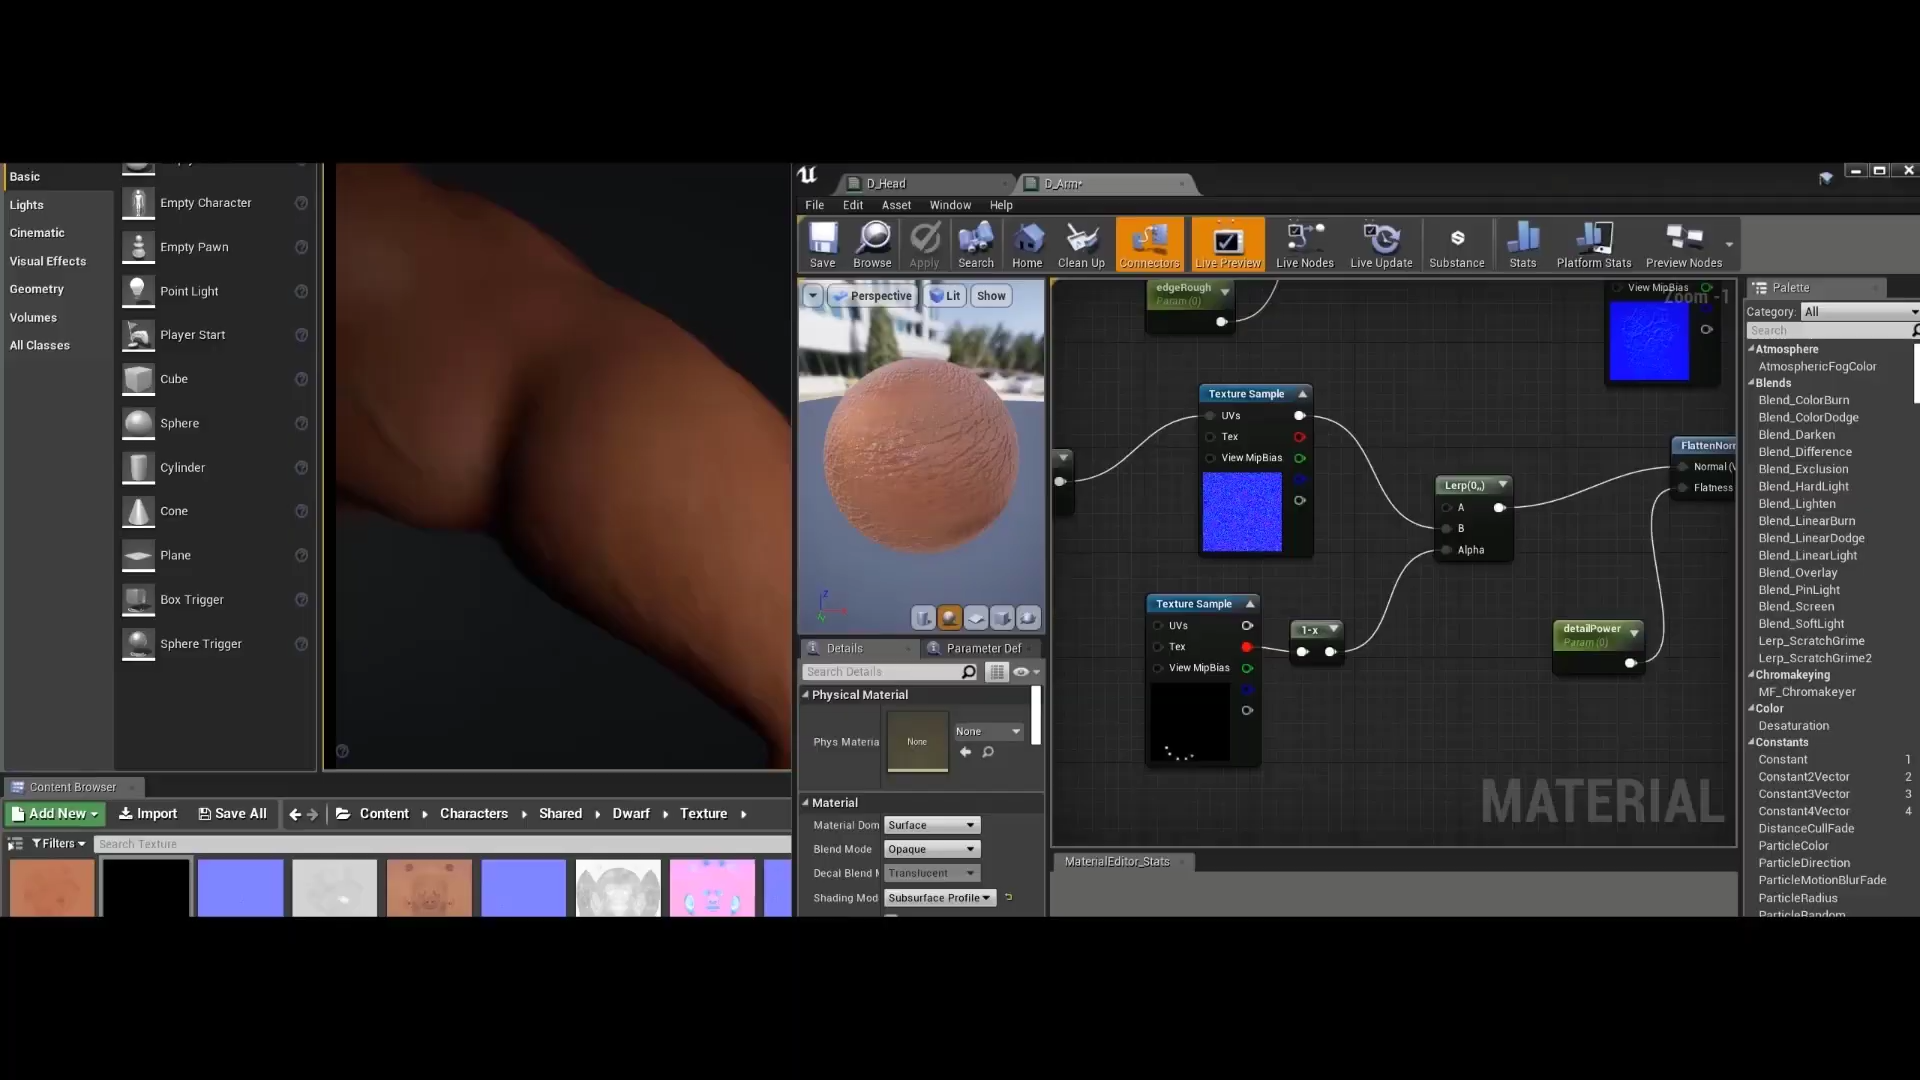 Basic
Lights
Cinematic
Visual Effects
Geometry
Volumes
All Classes
Empty Character
Empty Pawn
Point Light
Player Start
Cube
Sphere
Cylinder
Cone
Plane
Box Trigger
Sphere Trigger
D_Head
D_Arm*
File Edit Asset Window Help
Save Browse Apply Search Home Clean Up Connectors Live Preview Live Nodes Live Update Substance Stats Platform Stats Preview Nodes
Perspective Lit Show
Z
Details Parameter Def
Search Details
Physical Material
Phys Materia
None
None
Material
Material Dom Surface
Blend Mode Opaque
Decal Blend M Translucent
Shading Mod Subsurface Profile
edgeRough
Param (0)
View MipBias
Zoom -1
Texture Sample
UVs
Tex
View MipBias
Lerp(0,,)
A
B
Alpha
FlattenNorm
Normal (V
Flatness
Texture Sample
UVs
Tex
View MipBias
1-x
detailPower
Param (0)
MATERIAL
MaterialEditor_Stats
Palette
Category: All
Search
Atmosphere
AtmosphericFogColor
Blends
Blend_ColorBurn
Blend_ColorDodge
Blend_Darken
Blend_Difference
Blend_Exclusion
Blend_HardLight
Blend_Lighten
Blend_LinearBurn
Blend_LinearDodge
Blend_LinearLight
Blend_Overlay
Blend_PinLight
Blend_Screen
Blend_SoftLight
Lerp_ScratchGrime
Lerp_ScratchGrime2
Chromakeying
MF_Chromakeyer
Color
Desaturation
Constants
Constant 1
Constant2Vector 2
Constant3Vector 3
Constant4Vector 4
DistanceCullFade
ParticleColor
ParticleDirection
ParticleMotionBlurFade
ParticleRadius
ParticleRandom
Content Browser
Add New Import Save All Content Characters Shared Dwarf Texture
Filters Search Texture